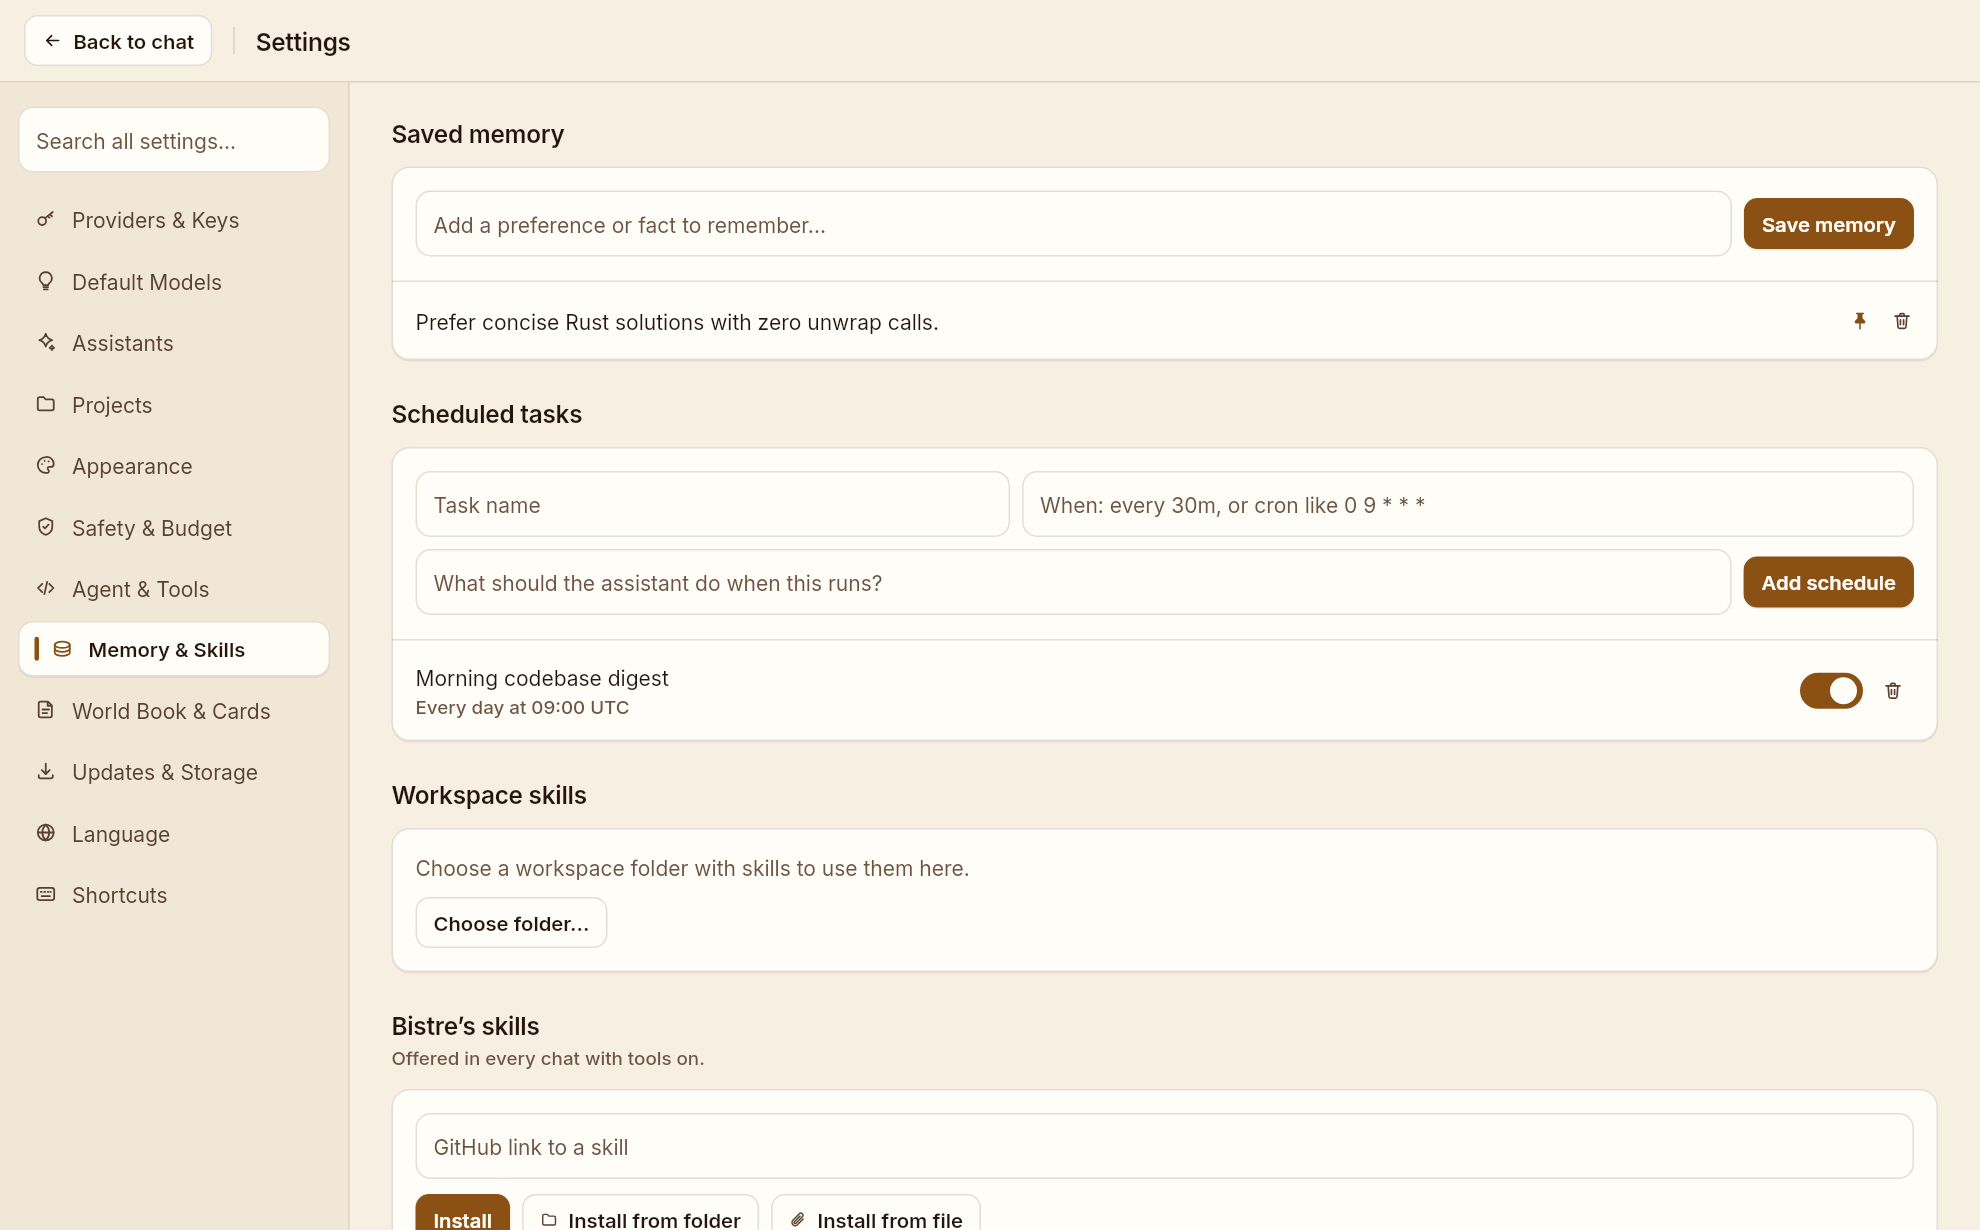 Back to chat
Settings
Search all settings...
Providers & Keys
Default Models
Assistants
Projects
Appearance
Safety & Budget
Agent & Tools
Memory & Skills
World Book & Cards
Updates & Storage
Language
Shortcuts
Saved memory
Add a preference or fact to remember...
Save memory
Prefer concise Rust solutions with zero unwrap calls.
Scheduled tasks
Task name
When: every 30m, or cron like 0 9 * * *
What should the assistant do when this runs?
Add schedule
Morning codebase digest
Every day at 09:00 UTC
Workspace skills
Choose a workspace folder with skills to use them here.
Choose folder...
Bistre’s skills
Offered in every chat with tools on.
GitHub link to a skill
Install
Install from folder
Install from file